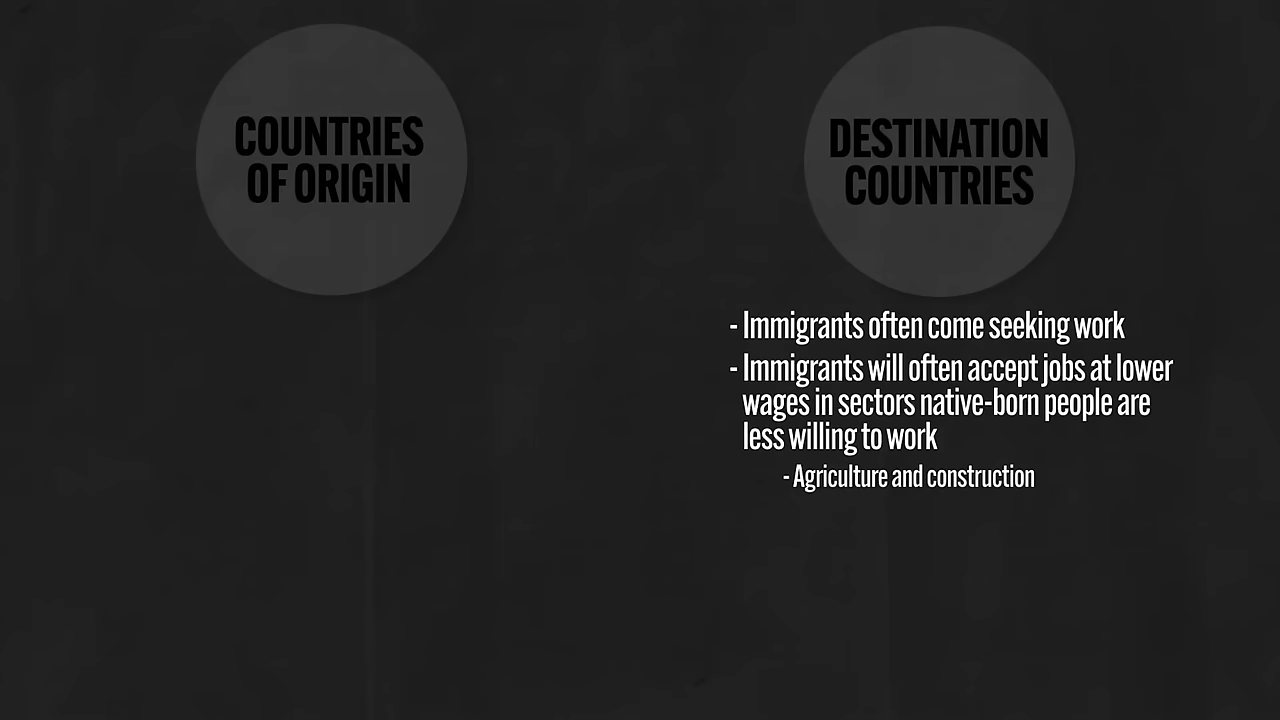 COUNTRIES
OF ORIGIN
DESTINATION
COUNTRIES
- Immigrants often come seeking work
- Immigrants will often accept jobs at lower
wages in sectors native-born people are
less willing to work
- Agriculture and construction